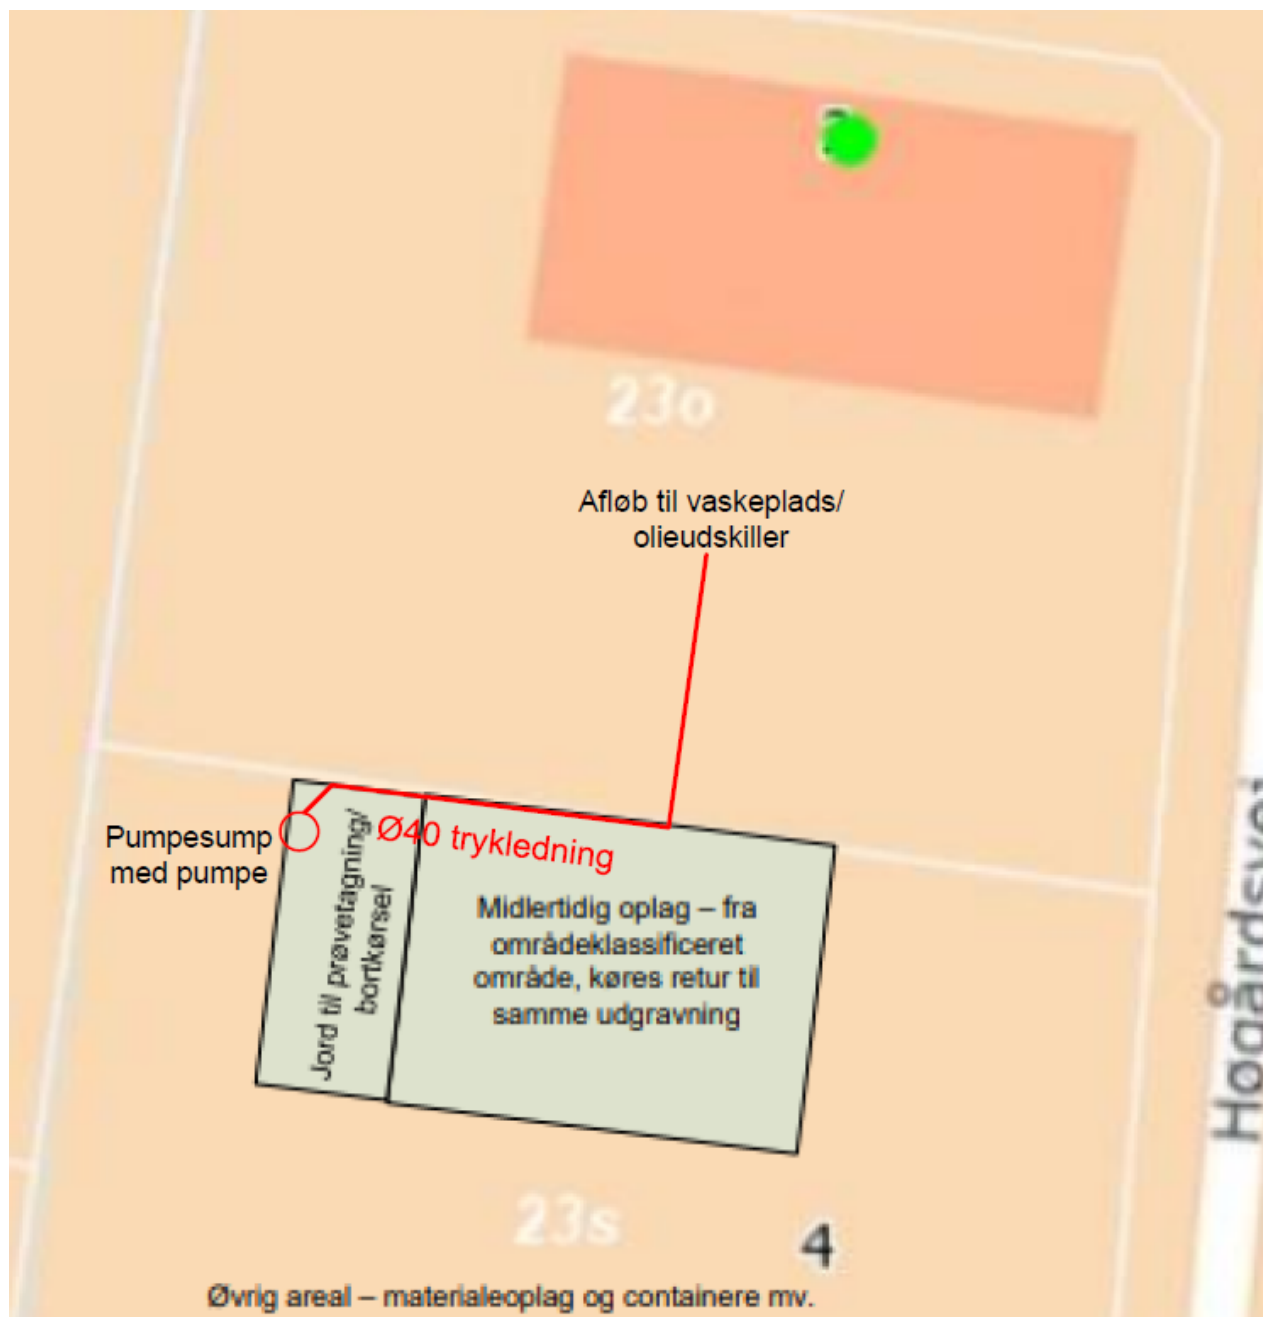 23o
Afløb til vaskeplads/
olieudskiller
Pumpesump
med pumpe
Ø40 trykledning
Jord til prøvetagning/
bortkørsel
Midlertidig oplag – fra
områdeklassificeret
område, køres retur til
samme udgravning
Høgårdsvej
23s
4
Øvrig areal – materialeoplag og containere mv.